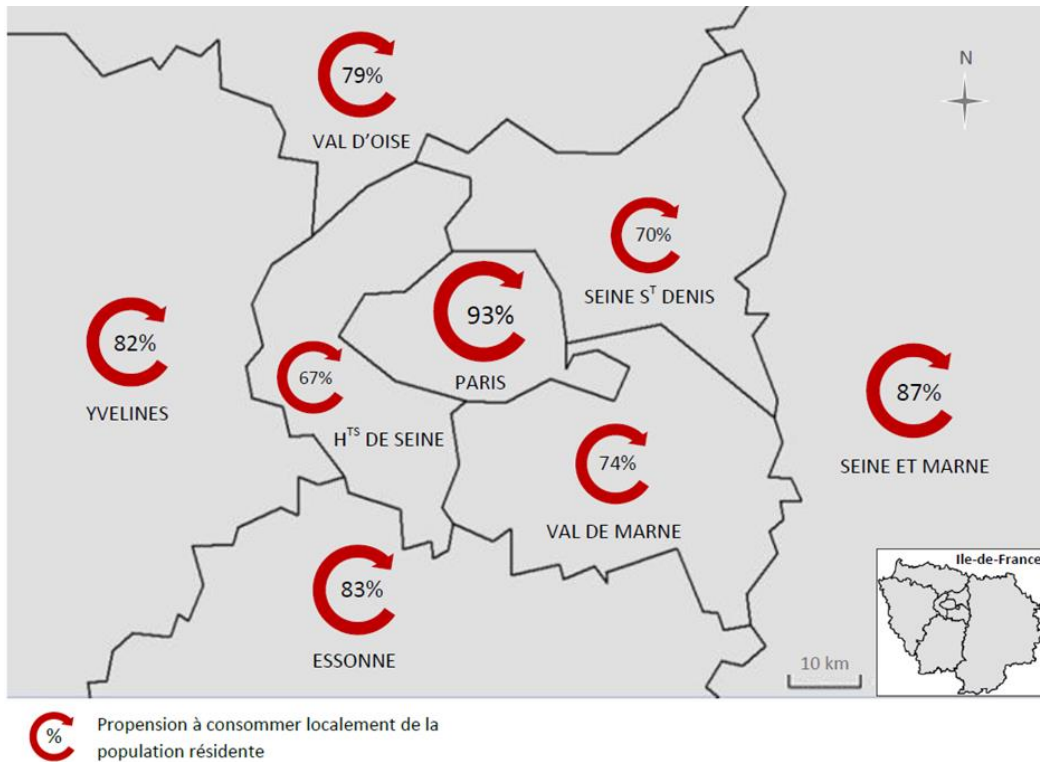 N
79%
VAL D'OISE
70%
SEINE Sᵀ DENIS
93%
PARIS
82%
YVELINES
67%
Hᵀˢ DE SEINE
87%
SEINE ET MARNE
74%
VAL DE MARNE
83%
ESSONNE
Ile-de-France
10 km
%
Propension à consommer localement de la
population résidente